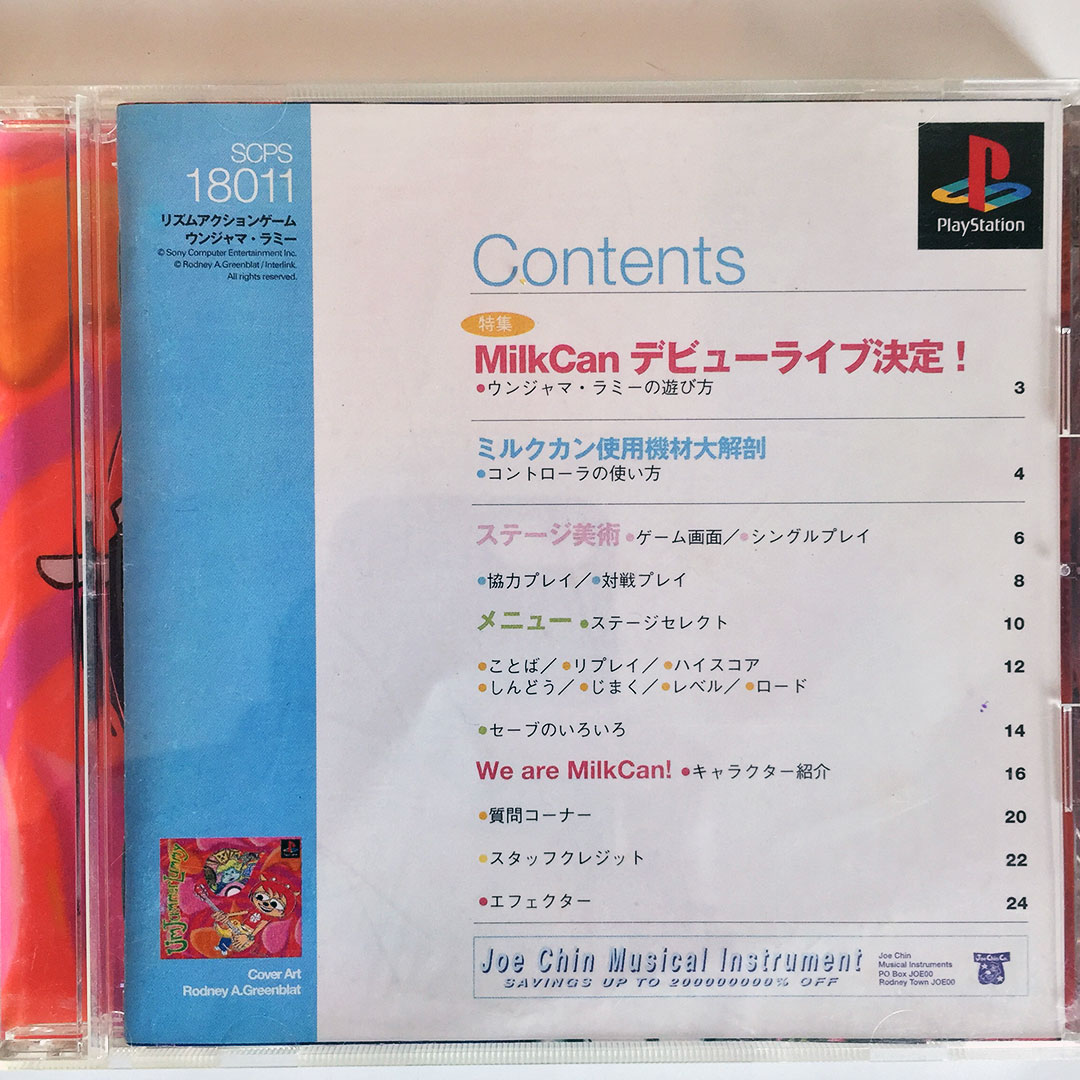 SCPS
18011
リズムアクションゲーム
ウンジャマ・ラミー
© Sony Computer Entertainment Inc.
© Rodney A.Greenblat / Interlink.
All rights reserved.
PlayStation
Contents
特集
MilkCan デビューライブ決定！
●ウンジャマ・ラミーの遊び方 3
ミルクカン使用機材大解剖
●コントローラの使い方 4
ステージ美術 ●ゲーム画面／●シングルプレイ 6
●協力プレイ／●対戦プレイ 8
メニュー ●ステージセレクト 10
●ことば／●リプレイ／●ハイスコア 12
●しんどう／●じまく／●レベル／●ロード
●セーブのいろいろ 14
We are MilkCan! ●キャラクター紹介 16
●質問コーナー 20
●スタッフクレジット 22
●エフェクター 24
UmJammerLammy
Cover Art
Rodney A.Greenblat
Joe Chin Musical Instrument
SAVINGS UP TO 200000000% OFF
Joe Chin
Musical Instruments
PO Box JOE00
Rodney Town JOE00
Joe Chin Co.